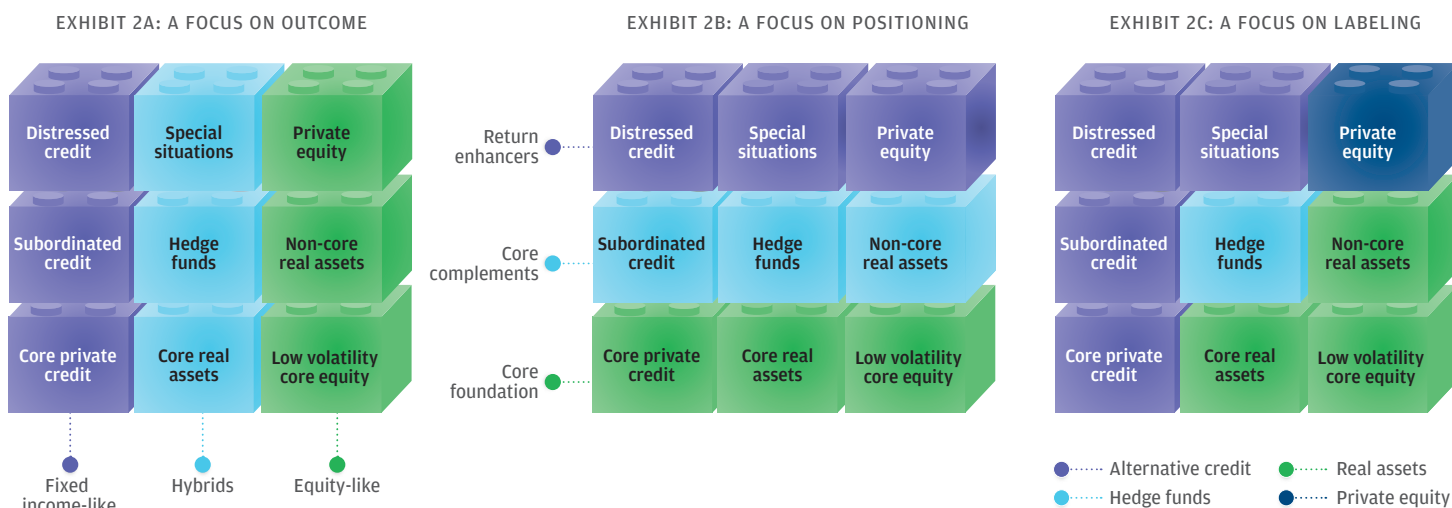 EXHIBIT 2A: A FOCUS ON OUTCOME
Distressed
credit
Special
situations
Private
equity
Subordinated
credit
Hedge
funds
Non-core
real assets
Core private
credit
Core real
assets
Low volatility
core equity
Fixed
income-like
Hybrids
Equity-like
EXHIBIT 2B: A FOCUS ON POSITIONING
Return
enhancers
Distressed
credit
Special
situations
Private
equity
Core
complements
Subordinated
credit
Hedge
funds
Non-core
real assets
Core
foundation
Core private
credit
Core real
assets
Low volatility
core equity
EXHIBIT 2C: A FOCUS ON LABELING
Distressed
credit
Special
situations
Private
equity
Subordinated
credit
Hedge
funds
Non-core
real assets
Core private
credit
Core real
assets
Low volatility
core equity
Alternative credit
Real assets
Hedge funds
Private equity